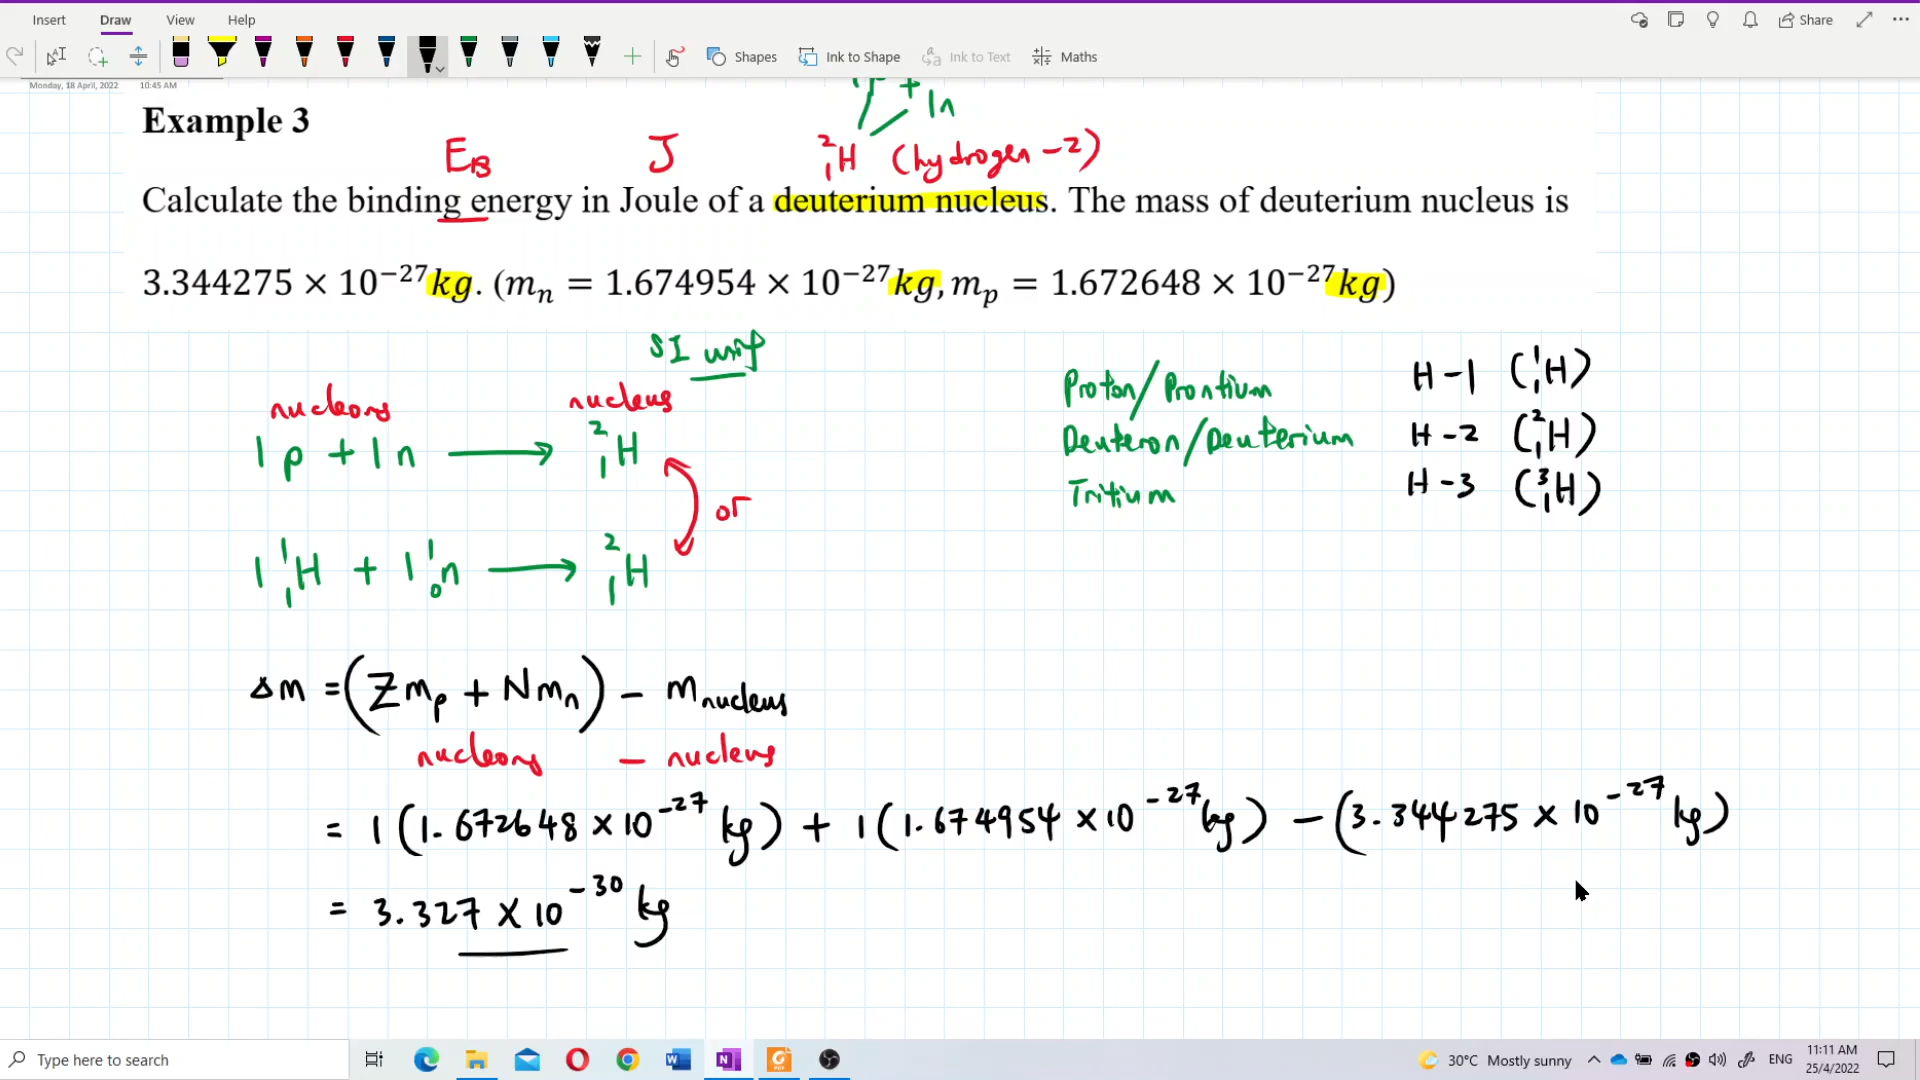 Insert Draw View Help Share
Shapes Ink to Shape Ink to Text Maths
Monday, 18 April, 2022 10:45 AM
1p + 1n
Example 3
E_B J ²₁H (hydrogen-2)
Calculate the binding energy in Joule of a deuterium nucleus. The mass of deuterium nucleus is
3.344275 × 10⁻²⁷kg. (mₙ = 1.674954 × 10⁻²⁷kg, mₚ = 1.672648 × 10⁻²⁷kg)
SI unit
nucleons nucleus
1p + 1n ⟶ ²₁H
or
1 ¹₁H + 1 ¹₀n ⟶ ²₁H
Proton/Prontium H-1 (¹₁H)
Deuteron/Deuterium H-2 (²₁H)
Tritium H-3 (³₁H)
Δm = (Zmₚ + Nmₙ) − m_nucleus
nucleons − nucleus
= 1(1.672648 × 10⁻²⁷ kg) + 1(1.674954 × 10⁻²⁷ kg) − (3.344275 × 10⁻²⁷ kg)
= 3.327 × 10⁻³⁰ kg
Type here to search 30°C Mostly sunny ENG 11:11 AM
25/4/2022